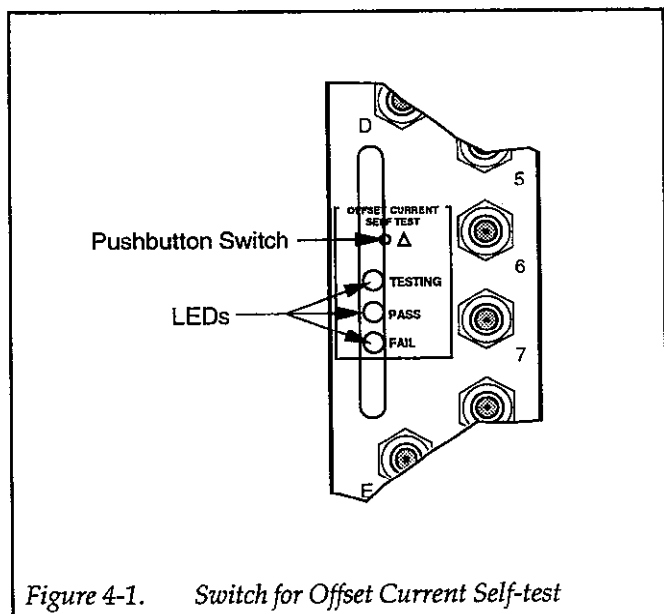 D
5
OFFSET CURRENT
SELF TEST
Pushbutton Switch
6
TESTING
LEDs
PASS
FAIL
7
E
Figure 4-1. Switch for Offset Current Self-test